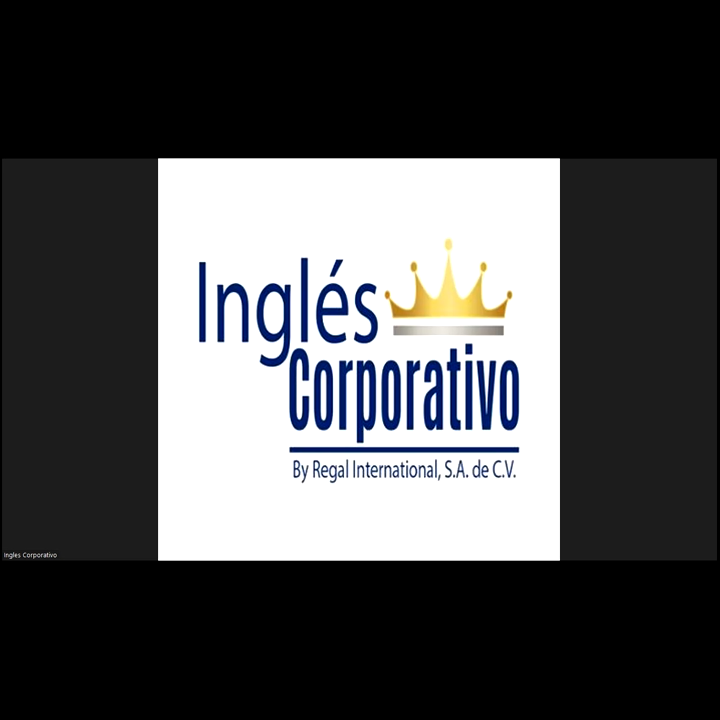 Inglés
Corporativo
By Regal International, S.A. de C.V.
Ingles Corporativo